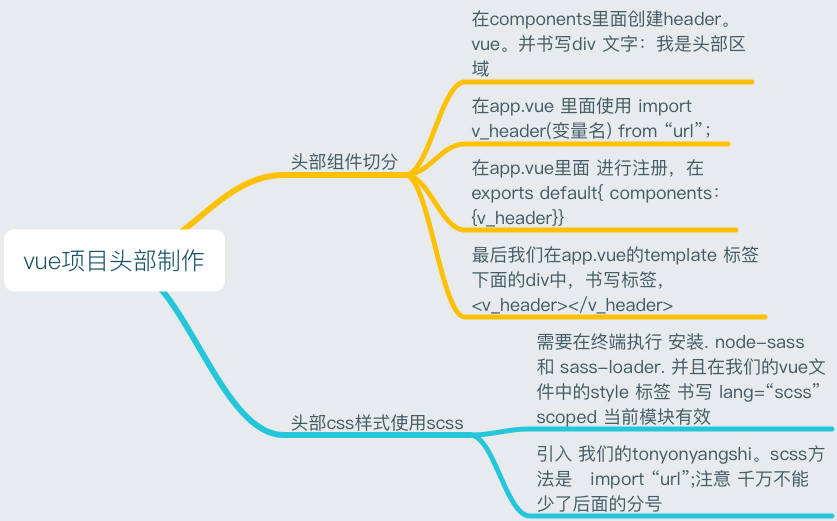 vue项目头部制作
头部组件切分
在components里面创建header。
vue。并书写div 文字：我是头部区
域
在app.vue 里面使用 import
v_header(变量名) from “url”；
在app.vue里面 进行注册，在
exports default{ components：
{v_header}}
最后我们在app.vue的template 标签
下面的div中，书写标签，
<v_header></v_header>
头部css样式使用scss
需要在终端执行 安装. node-sass
和 sass-loader. 并且在我们的vue文
件中的style 标签 书写 lang=“scss”
scoped 当前模块有效
引入 我们的tonyonyangshi。scss方
法是 import “url”;注意 千万不能
少了后面的分号